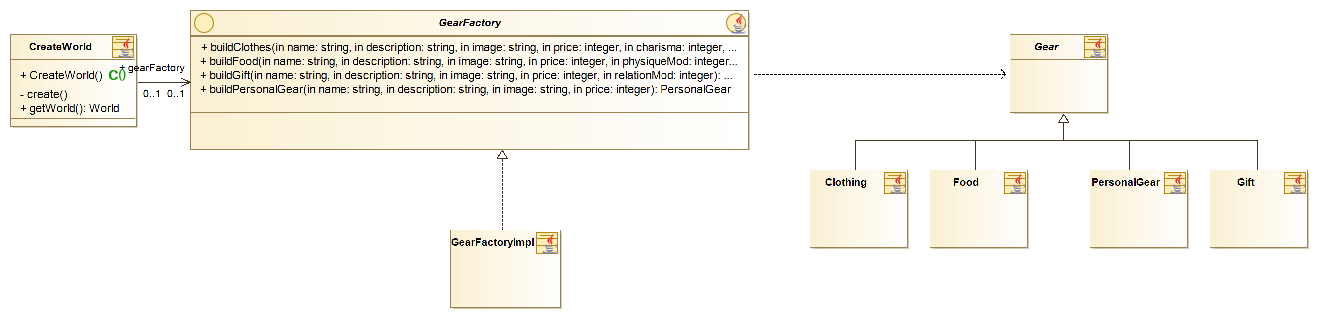 GearFactory
CreateWorld
+ CreateWorld() C()
- create()
+ getWorld(): World
+ gearFactory
0..1 0..1
+ buildClothes(in name: string, in description: string, in image: string, in price: integer, in charisma: integer, ...
+ buildFood(in name: string, in description: string, in image: string, in price: integer, in physiqueMod: integer...
+ buildGift(in name: string, in description: string, in image: string, in price: integer, in relationMod: integer): ...
+ buildPersonalGear(in name: string, in description: string, in image: string, in price: integer): PersonalGear
Gear
Clothing
Food
PersonalGear
Gift
GearFactoryImpl